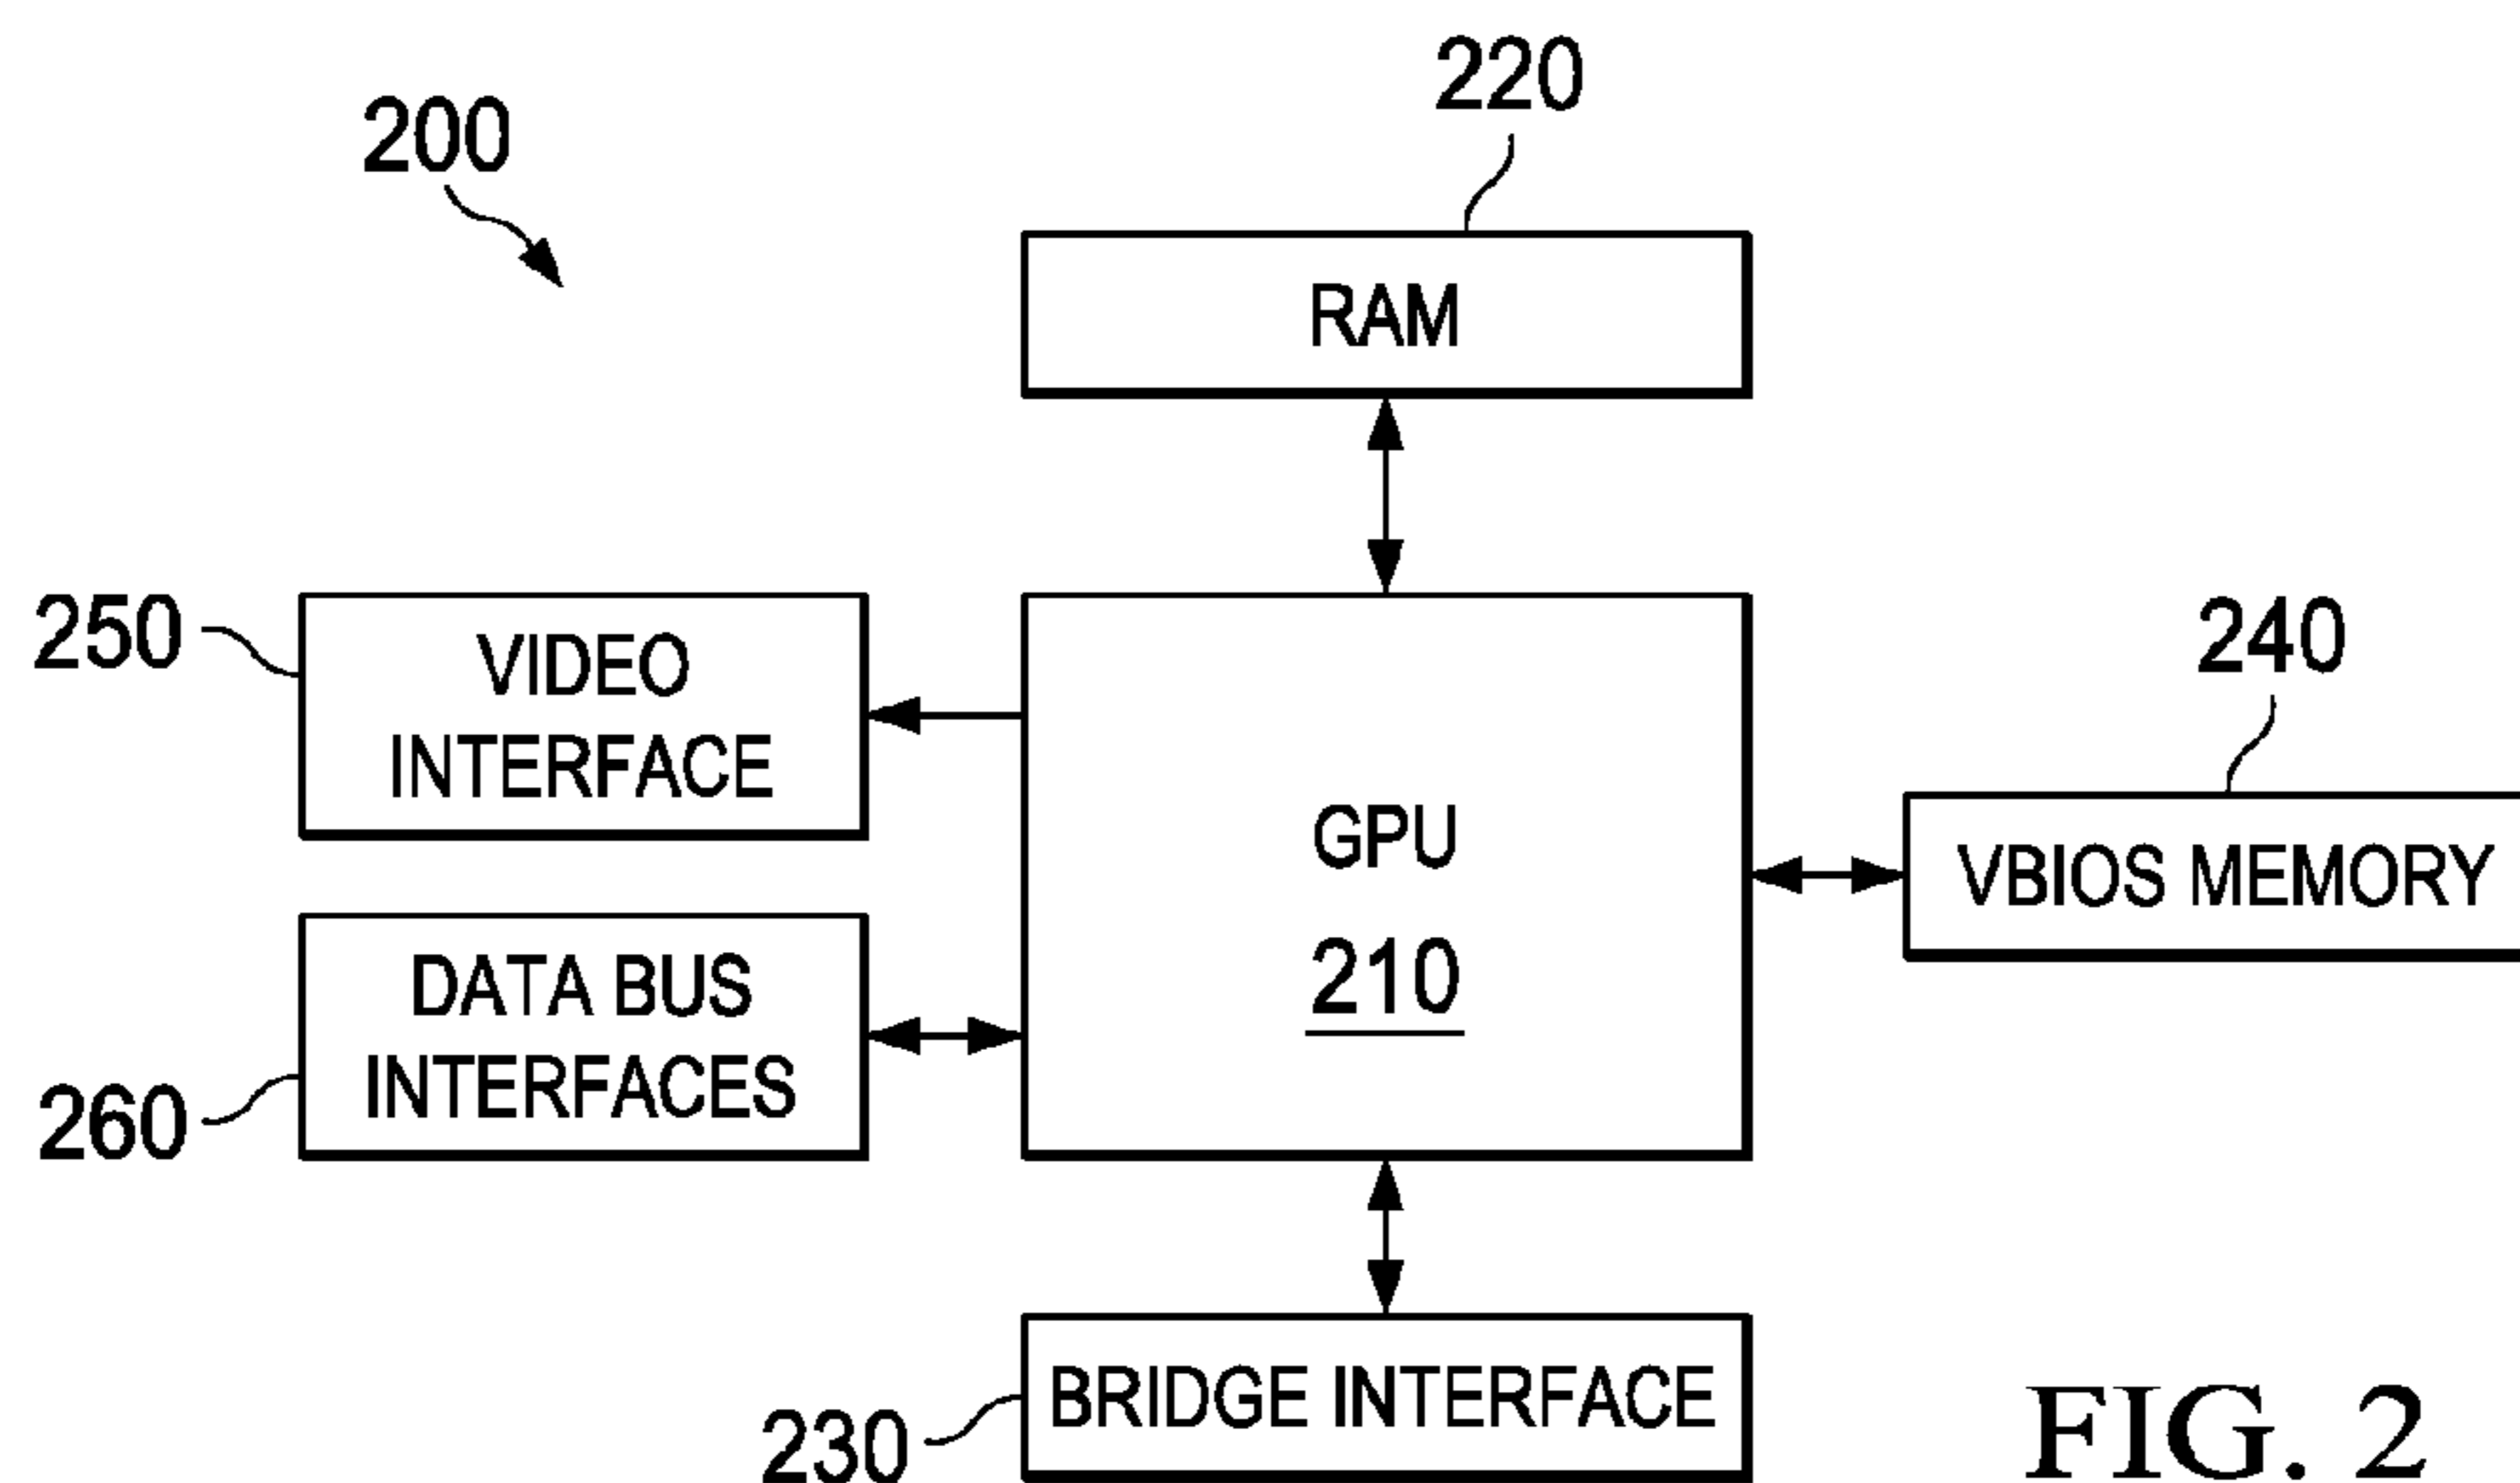 220
200
RAM
250
VIDEO
INTERFACE
240
GPU
210
VBIOS MEMORY
DATA BUS
INTERFACES
260
BRIDGE INTERFACE
230
FIG. 2